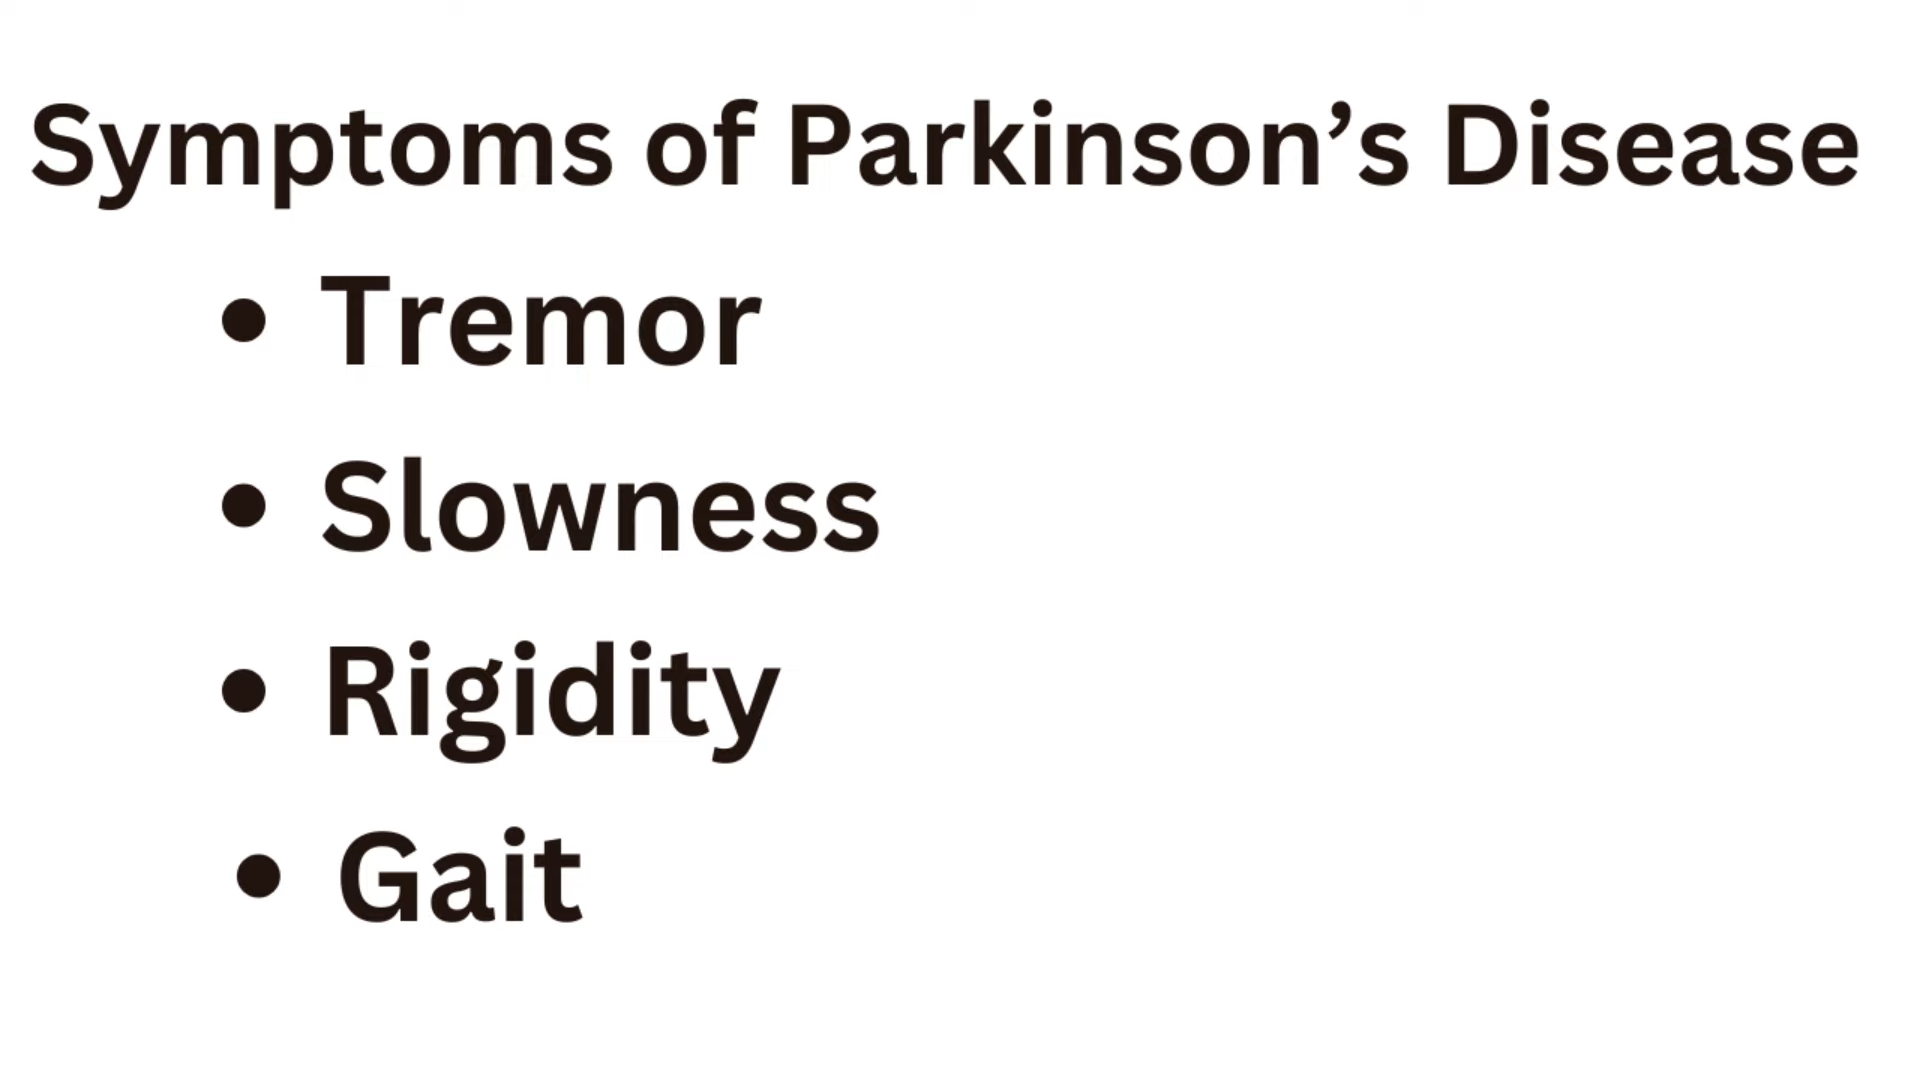 Symptoms of Parkinson’s Disease
• Tremor
• Slowness
• Rigidity
• Gait